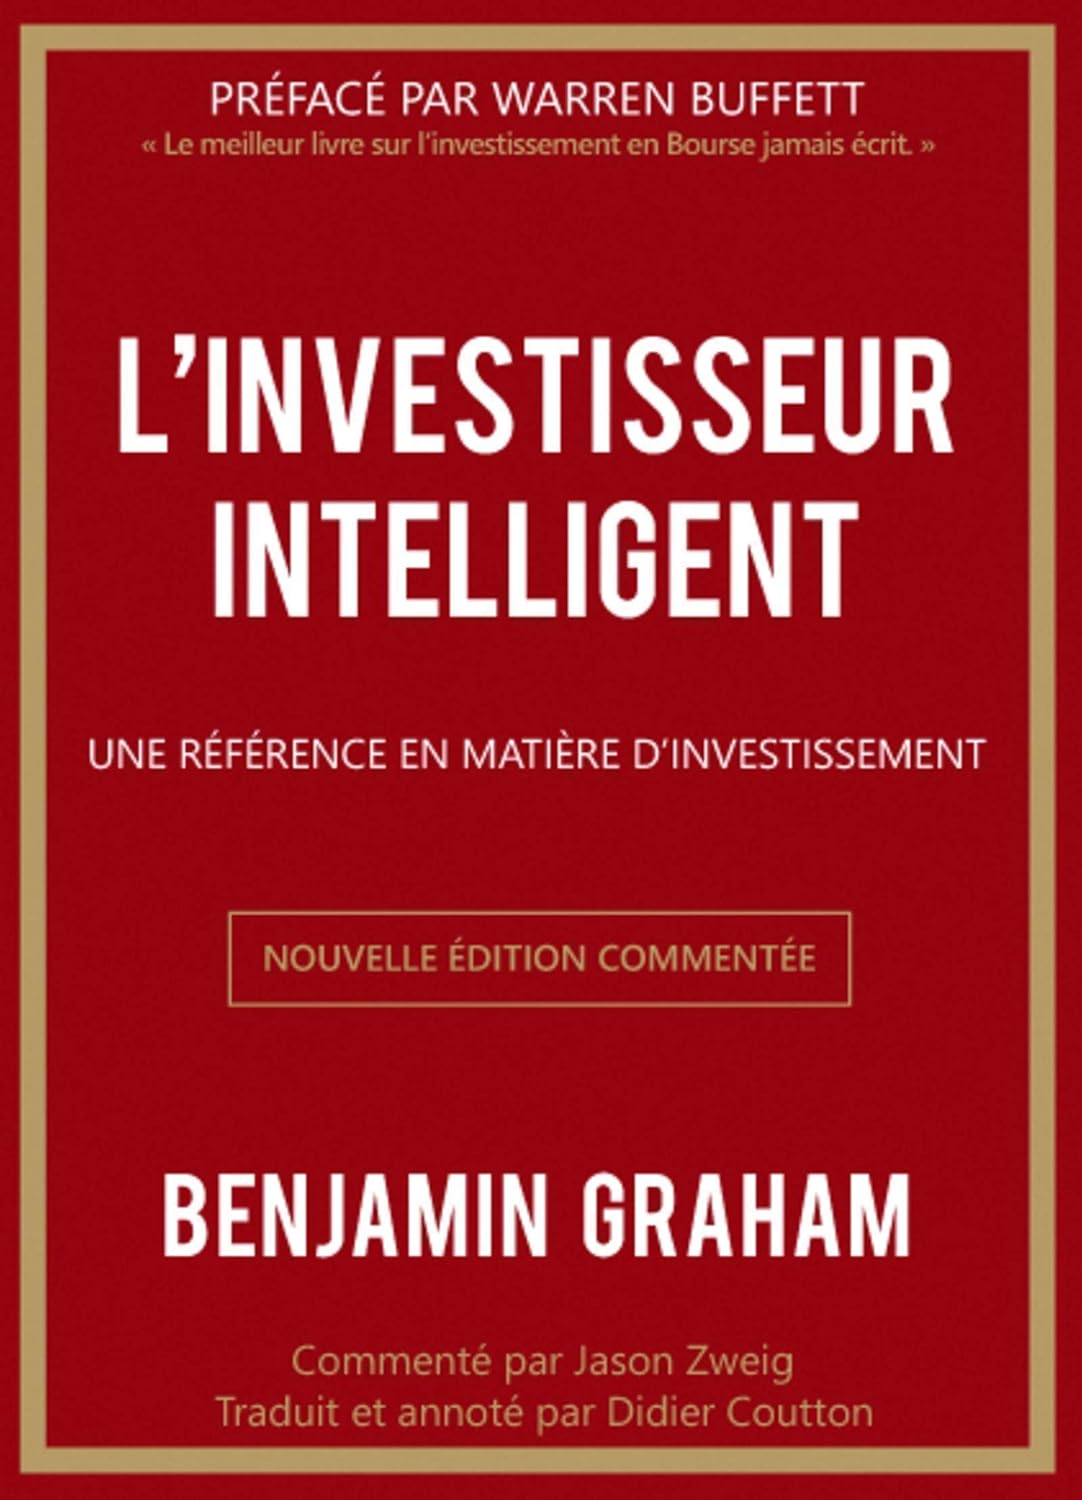 PRÉFACÉ PAR WARREN BUFFETT
« Le meilleur livre sur l'investissement en Bourse jamais écrit. »
L'INVESTISSEUR
INTELLIGENT
UNE RÉFÉRENCE EN MATIÈRE D'INVESTISSEMENT
NOUVELLE ÉDITION COMMENTÉE
BENJAMIN GRAHAM
Commenté par Jason Zweig
Traduit et annoté par Didier Coutton